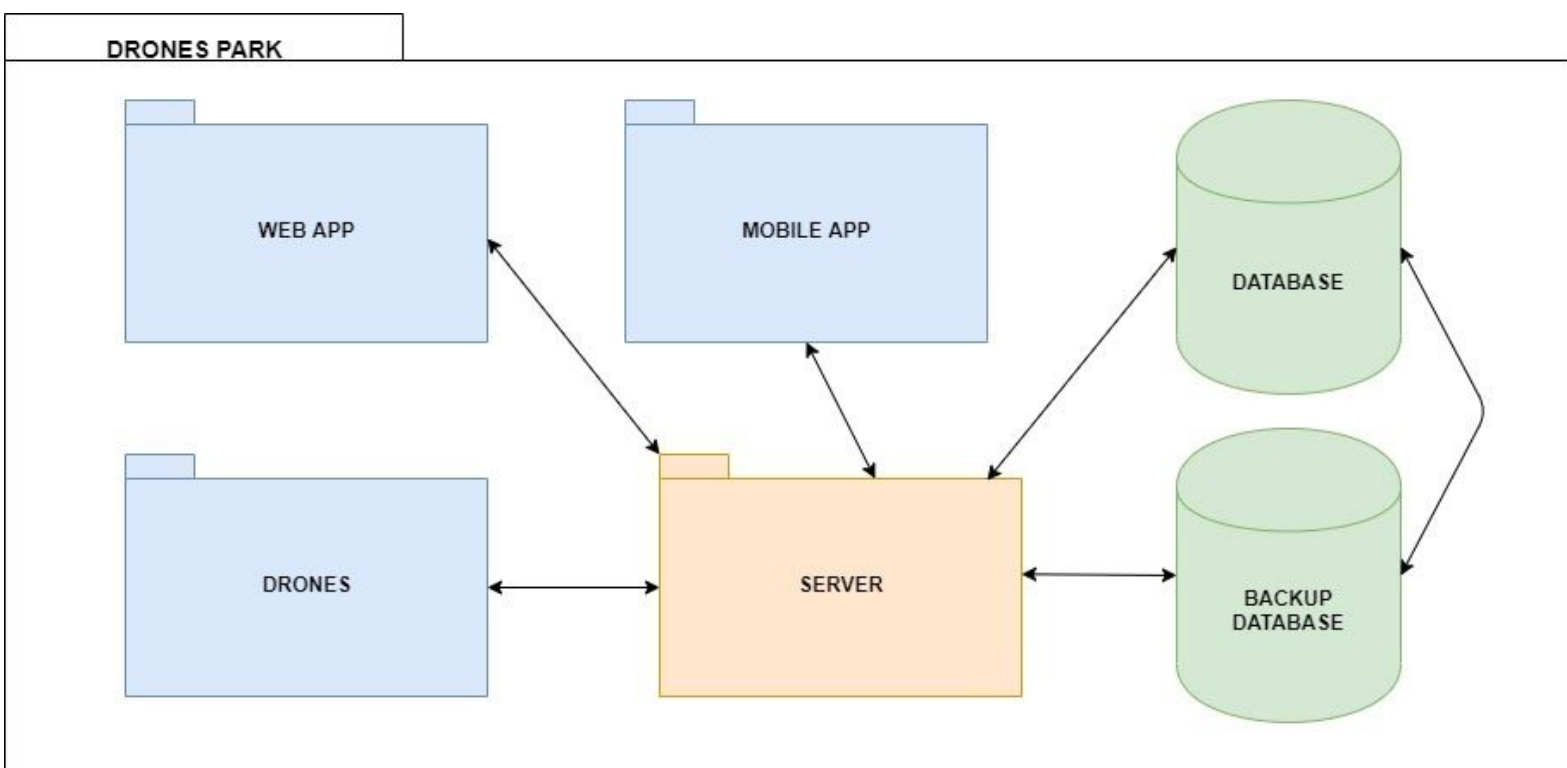 DRONES PARK
WEB APP
MOBILE APP
DATABASE
DRONES
SERVER
BACKUP
DATABASE